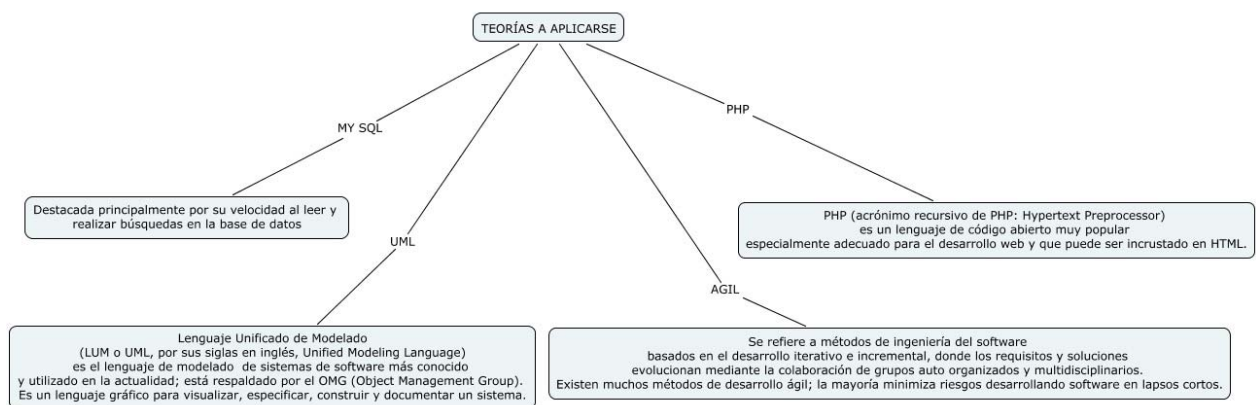 TEORÍAS A APLICARSE
PHP
MY SQL
Destacada principalmente por su velocidad al leer y
realizar búsquedas en la base de datos
PHP (acrónimo recursivo de PHP: Hypertext Preprocessor)
es un lenguaje de código abierto muy popular
especialmente adecuado para el desarrollo web y que puede ser incrustado en HTML.
UML
AGIL
Lenguaje Unificado de Modelado
(LUM o UML, por sus siglas en inglés, Unified Modeling Language)
es el lenguaje de modelado de sistemas de software más conocido
y utilizado en la actualidad; está respaldado por el OMG (Object Management Group).
Es un lenguaje gráfico para visualizar, especificar, construir y documentar un sistema.
Se refiere a métodos de ingeniería del software
basados en el desarrollo iterativo e incremental, donde los requisitos y soluciones
evolucionan mediante la colaboración de grupos auto organizados y multidisciplinarios.
Existen muchos métodos de desarrollo ágil; la mayoría minimiza riesgos desarrollando software en lapsos cortos.